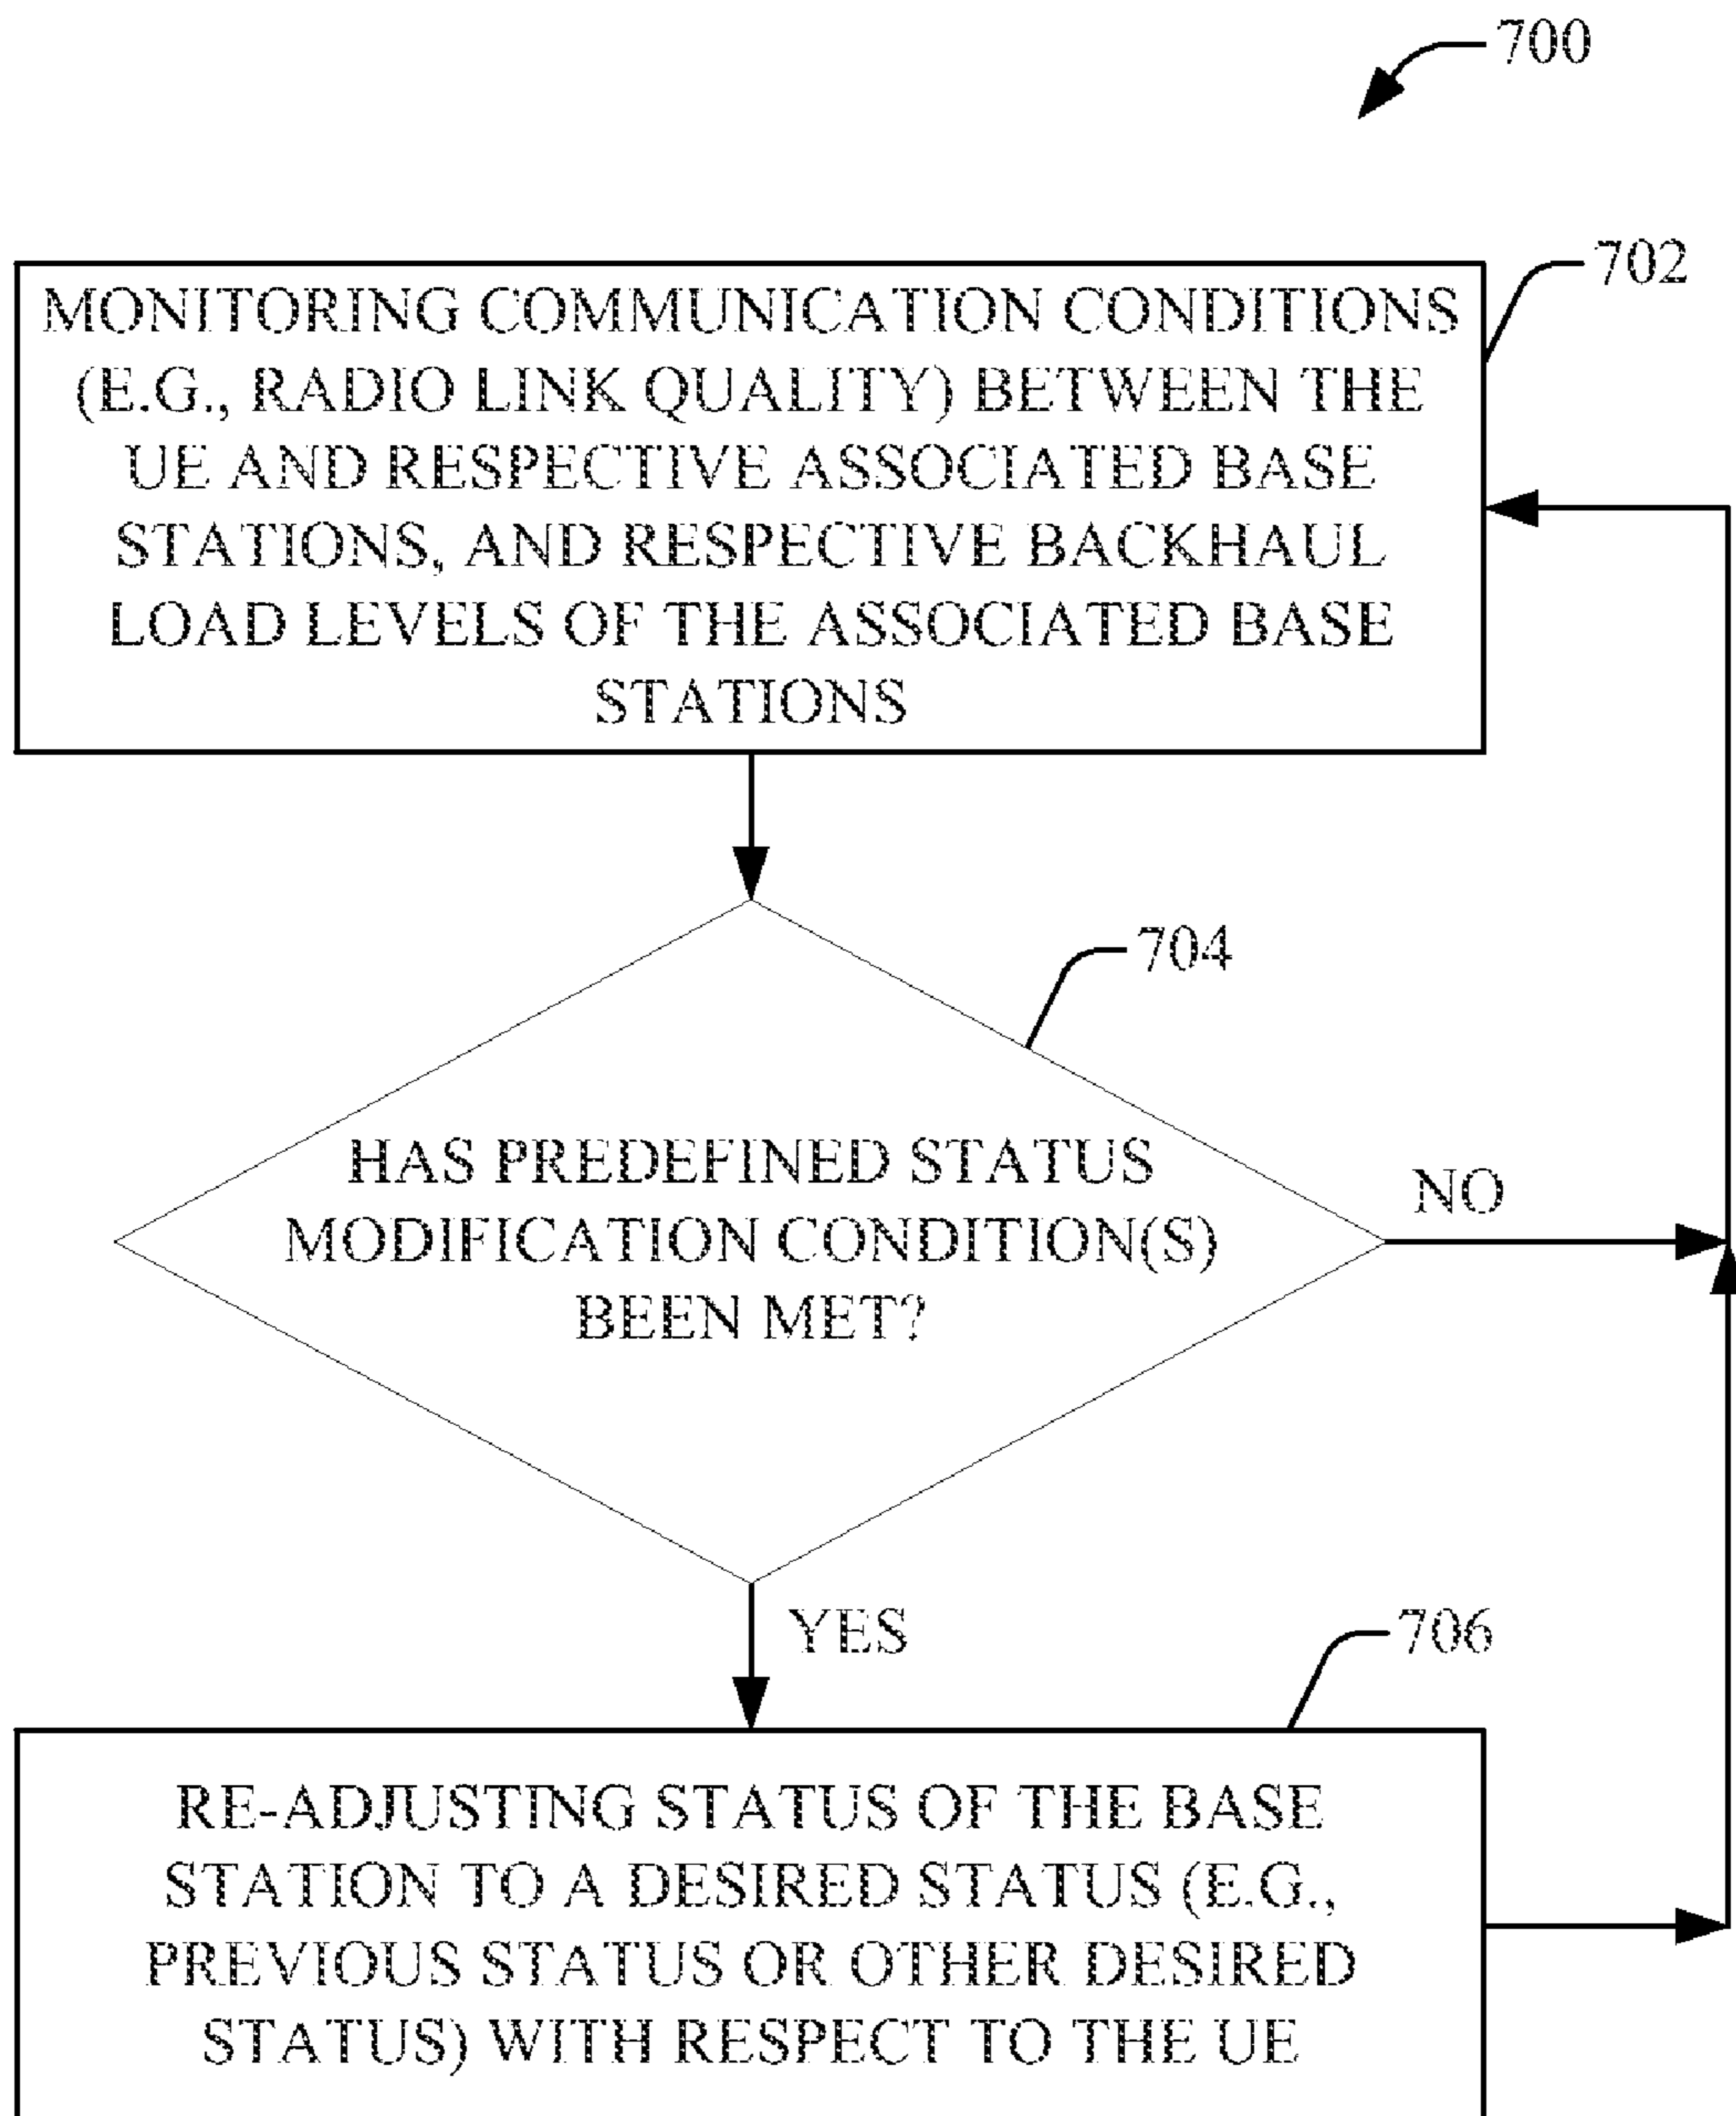 700
702
MONITORING COMMUNICATION CONDITIONS
(E.G., RADIO LINK QUALITY) BETWEEN THE
UE AND RESPECTIVE ASSOCIATED BASE
STATIONS, AND RESPECTIVE BACKHAUL
LOAD LEVELS OF THE ASSOCIATED BASE
STATIONS
704
HAS PREDEFINED STATUS
MODIFICATION CONDITION(S)
BEEN MET?
NO
YES
706
RE-ADJUSTING STATUS OF THE BASE
STATION TO A DESIRED STATUS (E.G.,
PREVIOUS STATUS OR OTHER DESIRED
STATUS) WITH RESPECT TO THE UE